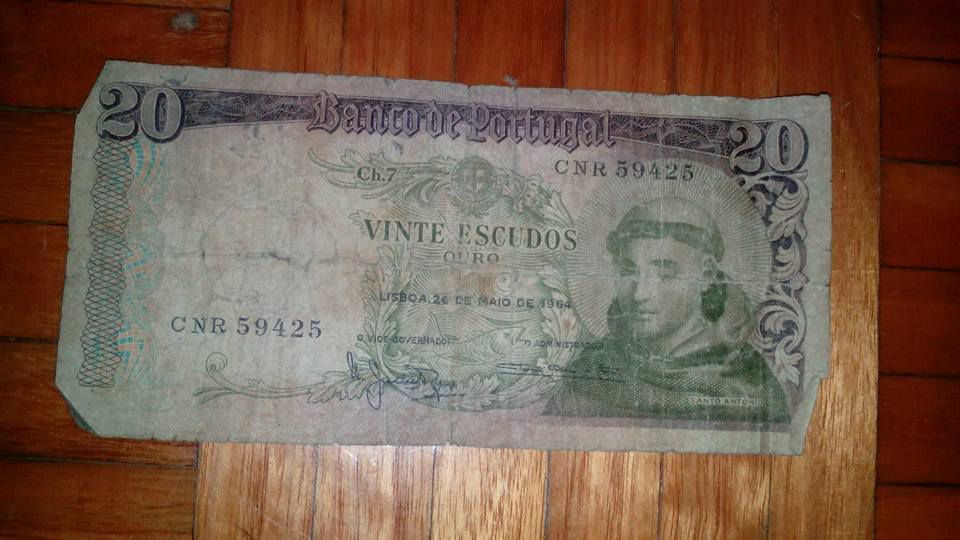 20 Banco de Portugal 20
Ch.7 CNR 59425
VINTE ESCUDOS
OURO
LISBOA, 26 DE MAIO DE 1964
CNR 59425
O VICE-GOVERNADOR O ADMINISTRADOR
SANTO ANTÓNIO